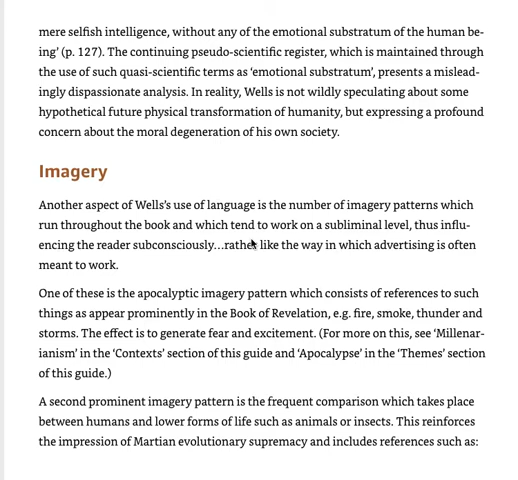 mere selfish intelligence, without any of the emotional substratum of the human be-
ing’ (p. 127). The continuing pseudo-scientific register, which is maintained through
the use of such quasi-scientific terms as ‘emotional substratum’, presents a mislead-
ingly dispassionate analysis. In reality, Wells is not wildly speculating about some
hypothetical future physical transformation of humanity, but expressing a profound
concern about the moral degeneration of his own society.
Imagery
Another aspect of Wells’s use of language is the number of imagery patterns which
run throughout the book and which tend to work on a subliminal level, thus influ-
encing the reader subconsciously…rather like the way in which advertising is often
meant to work.
One of these is the apocalyptic imagery pattern which consists of references to such
things as appear prominently in the Book of Revelation, e.g. fire, smoke, thunder and
storms. The effect is to generate fear and excitement. (For more on this, see ‘Millenar-
ianism’ in the ‘Contexts’ section of this guide and ‘Apocalypse’ in the ‘Themes’ section
of this guide.)
A second prominent imagery pattern is the frequent comparison which takes place
between humans and lower forms of life such as animals or insects. This reinforces
the impression of Martian evolutionary supremacy and includes references such as: